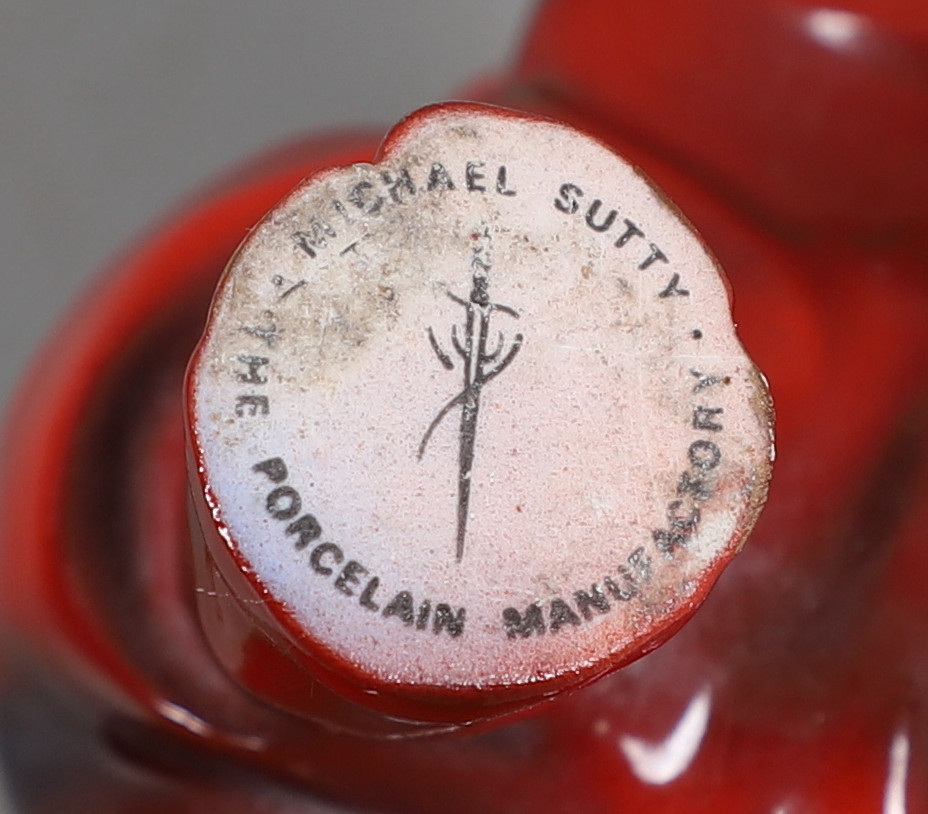 THE MICHAEL SUTTY ·
PORCELAIN MANUFACTORY